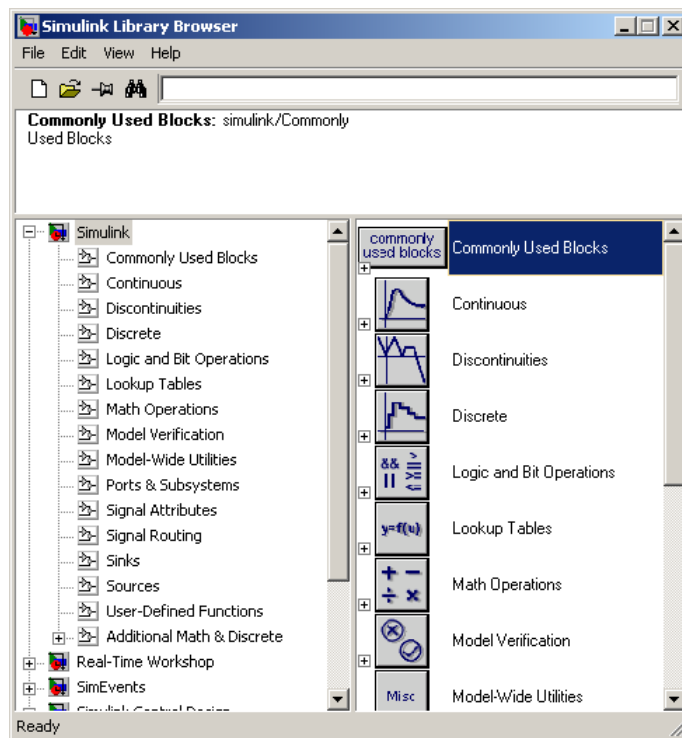 Simulink Library Browser
File Edit View Help
Commonly Used Blocks: simulink/Commonly
Used Blocks
Simulink
Commonly Used Blocks
Continuous
Discontinuities
Discrete
Logic and Bit Operations
Lookup Tables
Math Operations
Model Verification
Model-Wide Utilities
Ports & Subsystems
Signal Attributes
Signal Routing
Sinks
Sources
User-Defined Functions
Additional Math & Discrete
Real-Time Workshop
SimEvents
Simulink Control Design
commonly
used blocks
Commonly Used Blocks
Continuous
Discontinuities
Discrete
&& >
|| >=
<=
Logic and Bit Operations
y=f(u)
Lookup Tables
+ −
÷ ×
Math Operations
Model Verification
Misc
Model-Wide Utilities
Ready